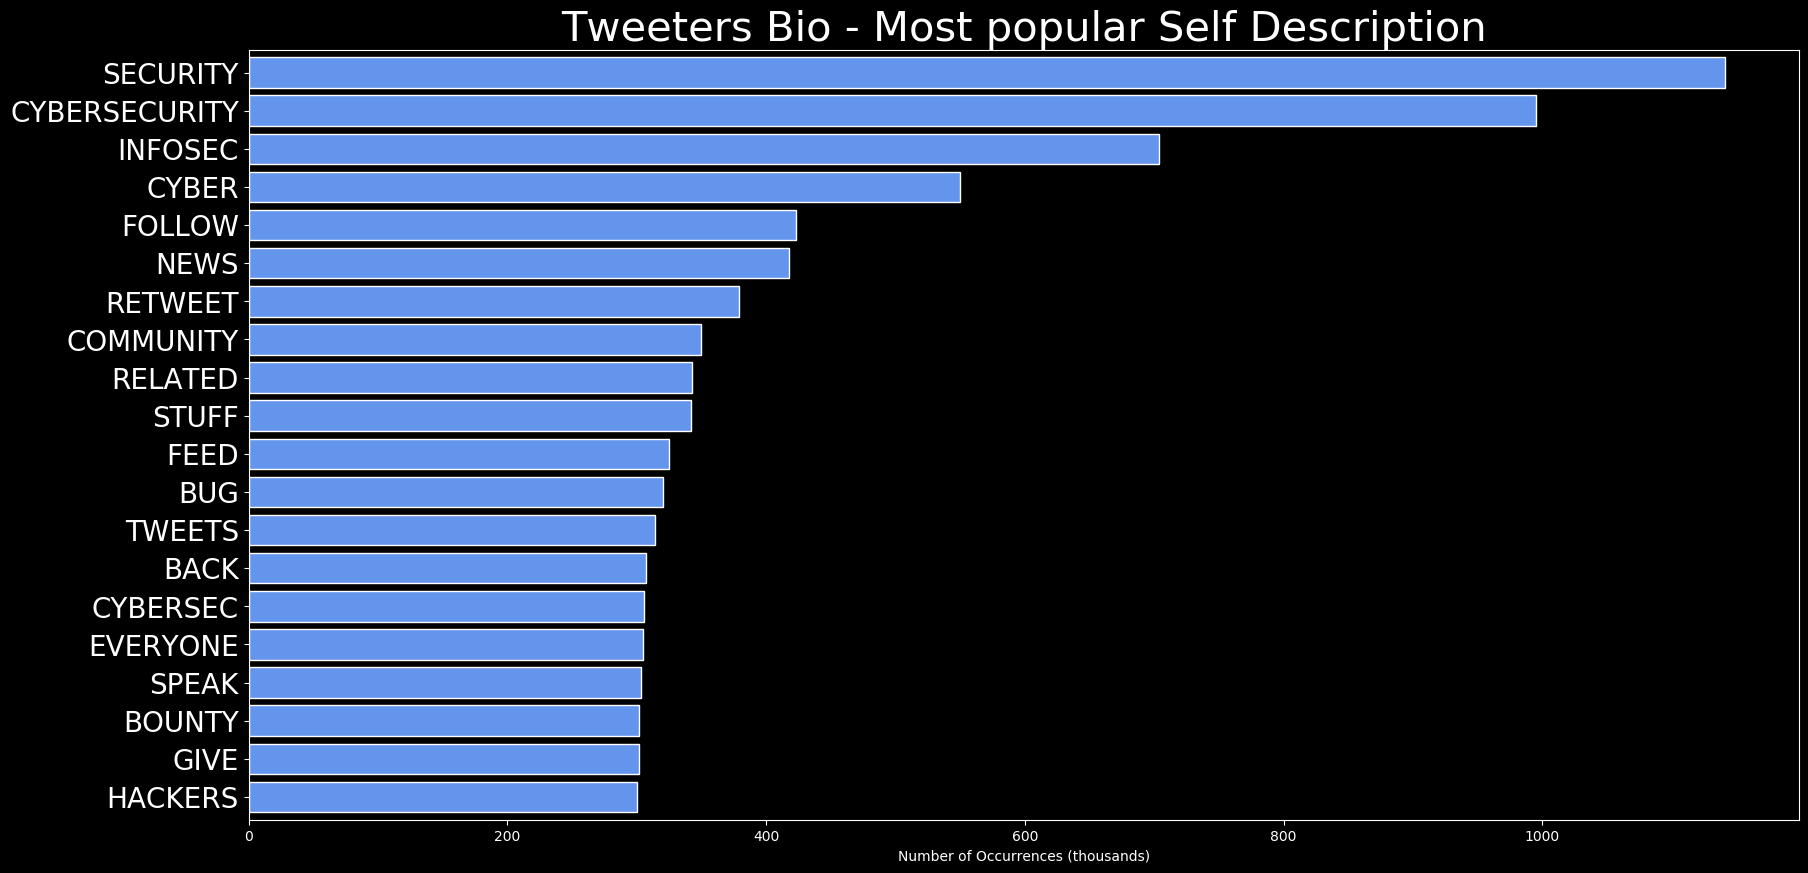 Tweeters Bio - Most popular Self Description
SECURITY
CYBERSECURITY
INFOSEC
CYBER
FOLLOW
NEWS
RETWEET
COMMUNITY
RELATED
STUFF
FEED
BUG
TWEETS
BACK
CYBERSEC
EVERYONE
SPEAK
BOUNTY
GIVE
HACKERS
0 200 400 600 800 1000
Number of Occurrences (thousands)